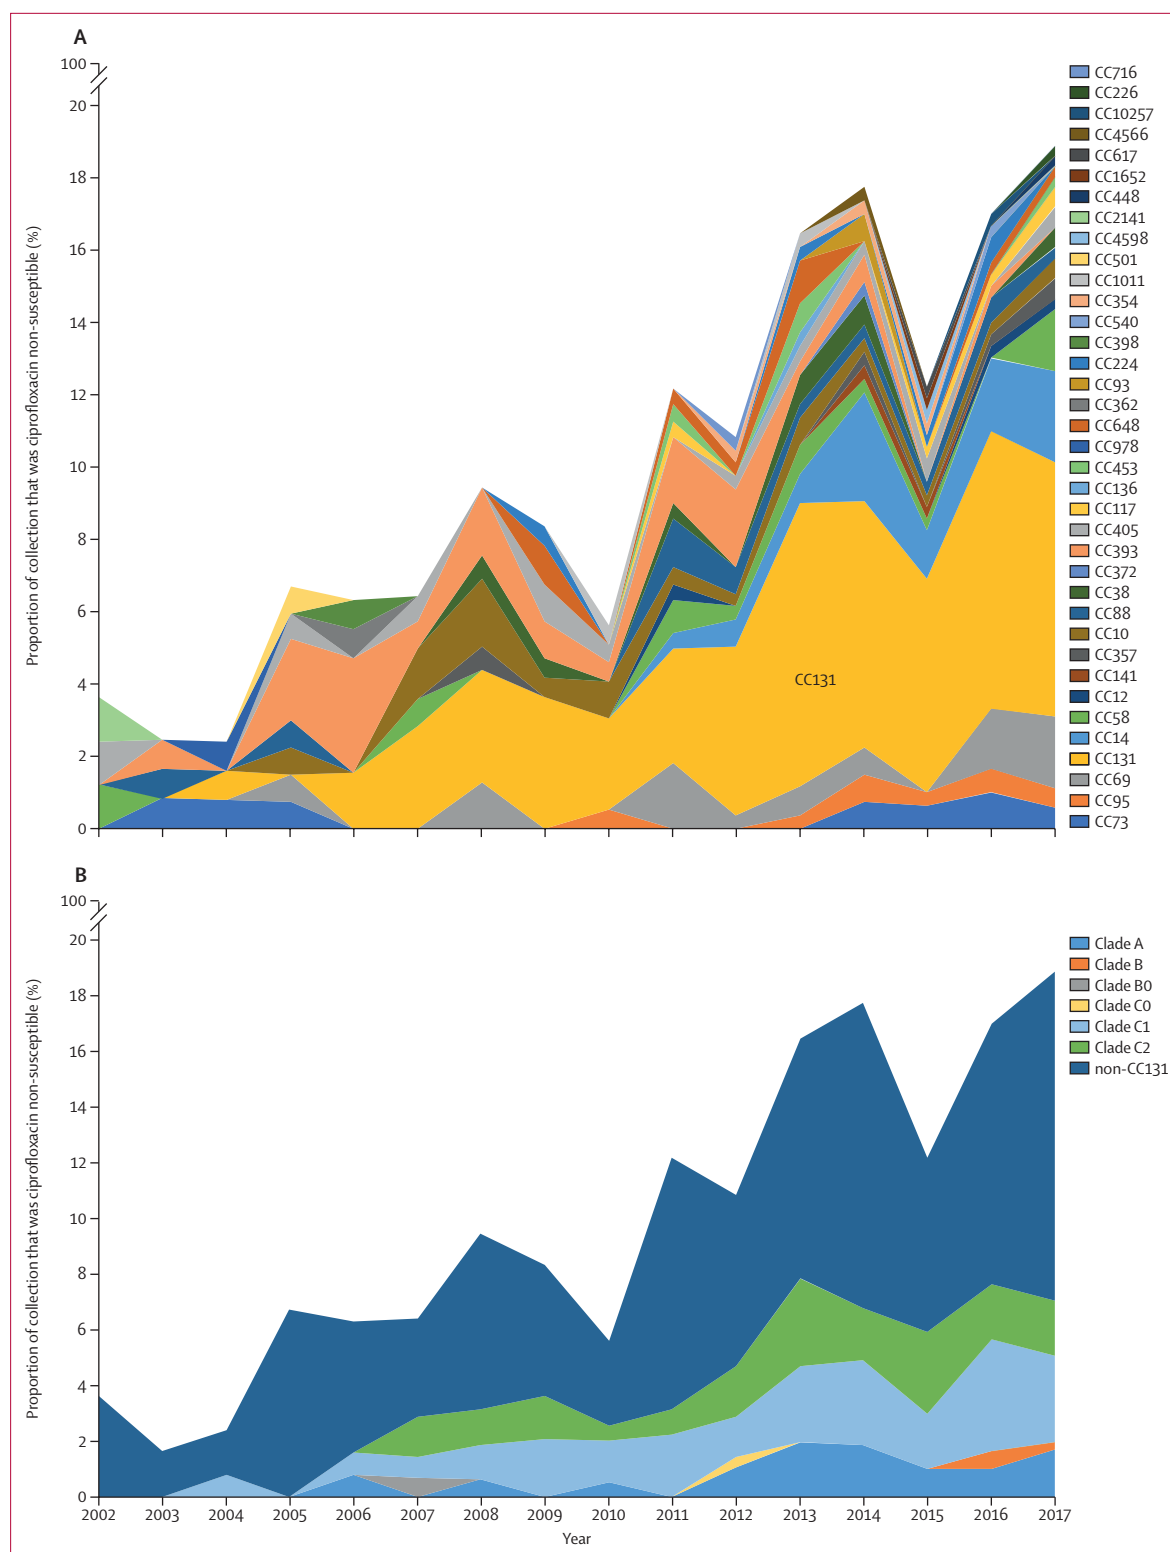 A
100
20
18
16
14
12
10
8
6
4
2
0
Proportion of collection that was ciprofloxacin non-susceptible (%)
CC131
CC716
CC226
CC10257
CC4566
CC617
CC1652
CC448
CC2141
CC4598
CC501
CC1011
CC354
CC540
CC398
CC224
CC93
CC362
CC648
CC978
CC453
CC136
CC117
CC405
CC393
CC372
CC38
CC88
CC10
CC357
CC141
CC12
CC58
CC14
CC131
CC69
CC95
CC73
B
100
20
18
16
14
12
10
8
6
4
2
0
Proportion of collection that was ciprofloxacin non-susceptible (%)
Clade A
Clade B
Clade B0
Clade C0
Clade C1
Clade C2
non-CC131
2002 2003 2004 2005 2006 2007 2008 2009 2010 2011 2012 2013 2014 2015 2016 2017
Year